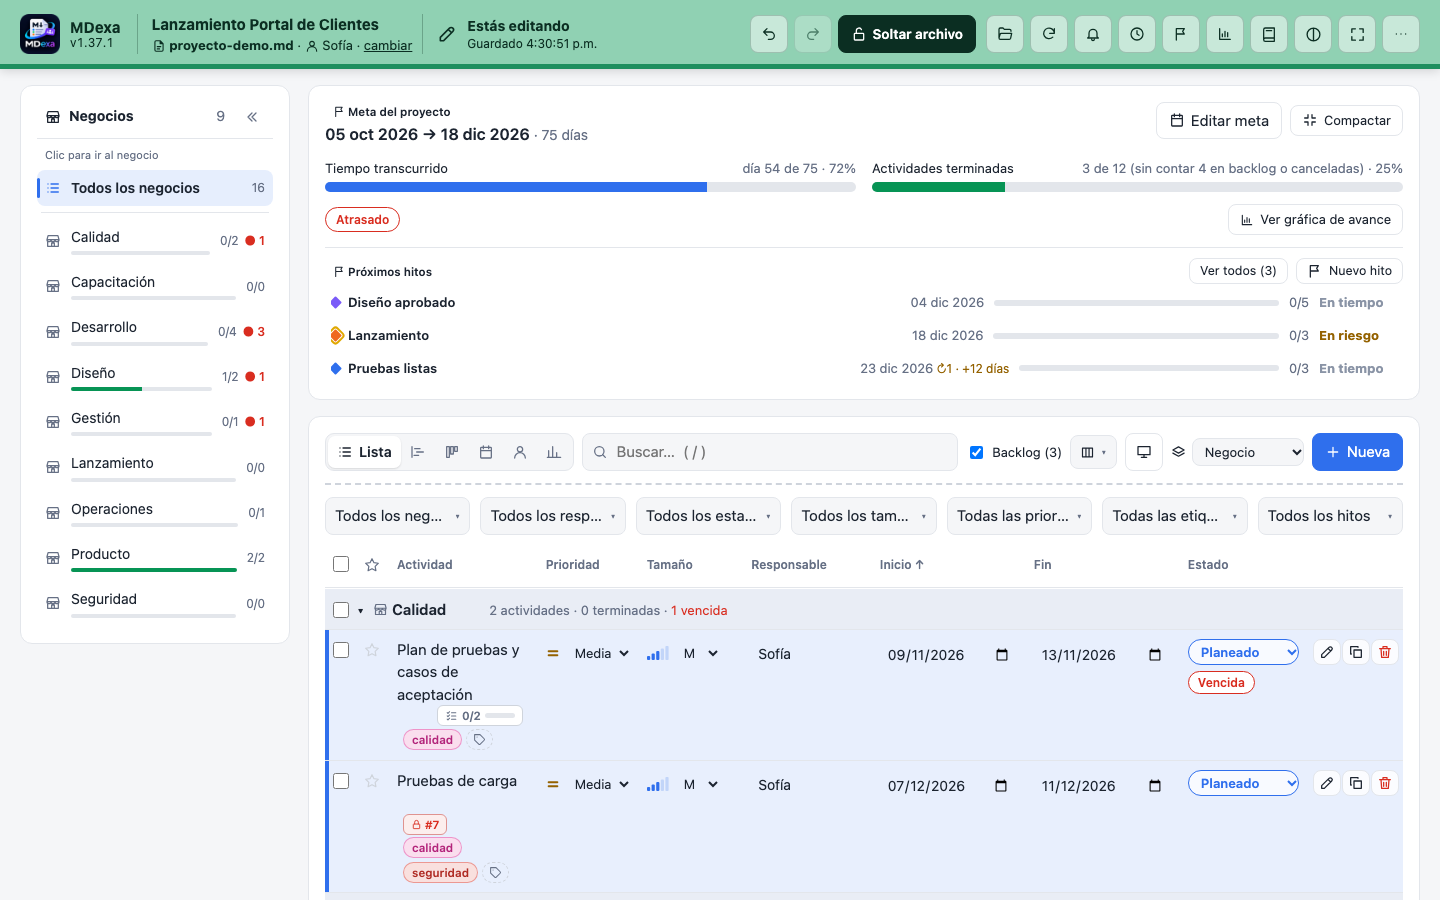 MDexa
v1.37.1
Lanzamiento Portal de Clientes
proyecto-demo.md · Sofía · cambiar
Estás editando
Guardado 4:30:51 p.m.
Soltar archivo
Negocios 9
Clic para ir al negocio
Todos los negocios 16
Calidad 0/2 1
Capacitación 0/0
Desarrollo 0/4 3
Diseño 1/2 1
Gestión 0/1 1
Lanzamiento 0/0
Operaciones 0/1
Producto 2/2
Seguridad 0/0
Meta del proyecto
05 oct 2026 → 18 dic 2026 · 75 días
Editar meta
Compactar
Tiempo transcurrido día 54 de 75 · 72%
Actividades terminadas 3 de 12 (sin contar 4 en backlog o canceladas) · 25%
Atrasado
Ver gráfica de avance
Próximos hitos
Ver todos (3)
Nuevo hito
Diseño aprobado 04 dic 2026 0/5 En tiempo
Lanzamiento 18 dic 2026 0/3 En riesgo
Pruebas listas 23 dic 2026 ↻1 · +12 días 0/3 En tiempo
Lista
Buscar... ( / )
Backlog (3)
Negocio
+ Nueva
Todos los neg...
Todos los resp...
Todos los esta...
Todos los tam...
Todas las prior...
Todas las etiq...
Todos los hitos
Actividad Prioridad Tamaño Responsable Inicio ↑ Fin Estado
Calidad 2 actividades · 0 terminadas · 1 vencida
Plan de pruebas y casos de aceptación Media M Sofía 09/11/2026 13/11/2026 Planeado
Vencida
0/2
calidad
Pruebas de carga Media M Sofía 07/12/2026 11/12/2026 Planeado
#7
calidad
seguridad